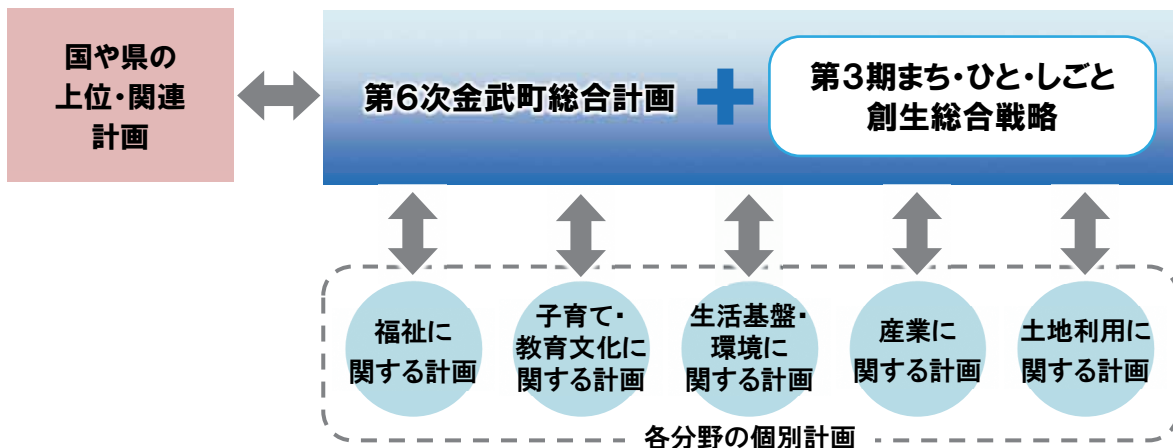 国や県の
上位・関連
計画
第6次金武町総合計画
第3期まち・ひと・しごと
創生総合戦略
福祉に
関する計画
子育て・
教育文化に
関する計画
生活基盤・
環境に
関する計画
産業に
関する計画
土地利用に
関する計画
各分野の個別計画